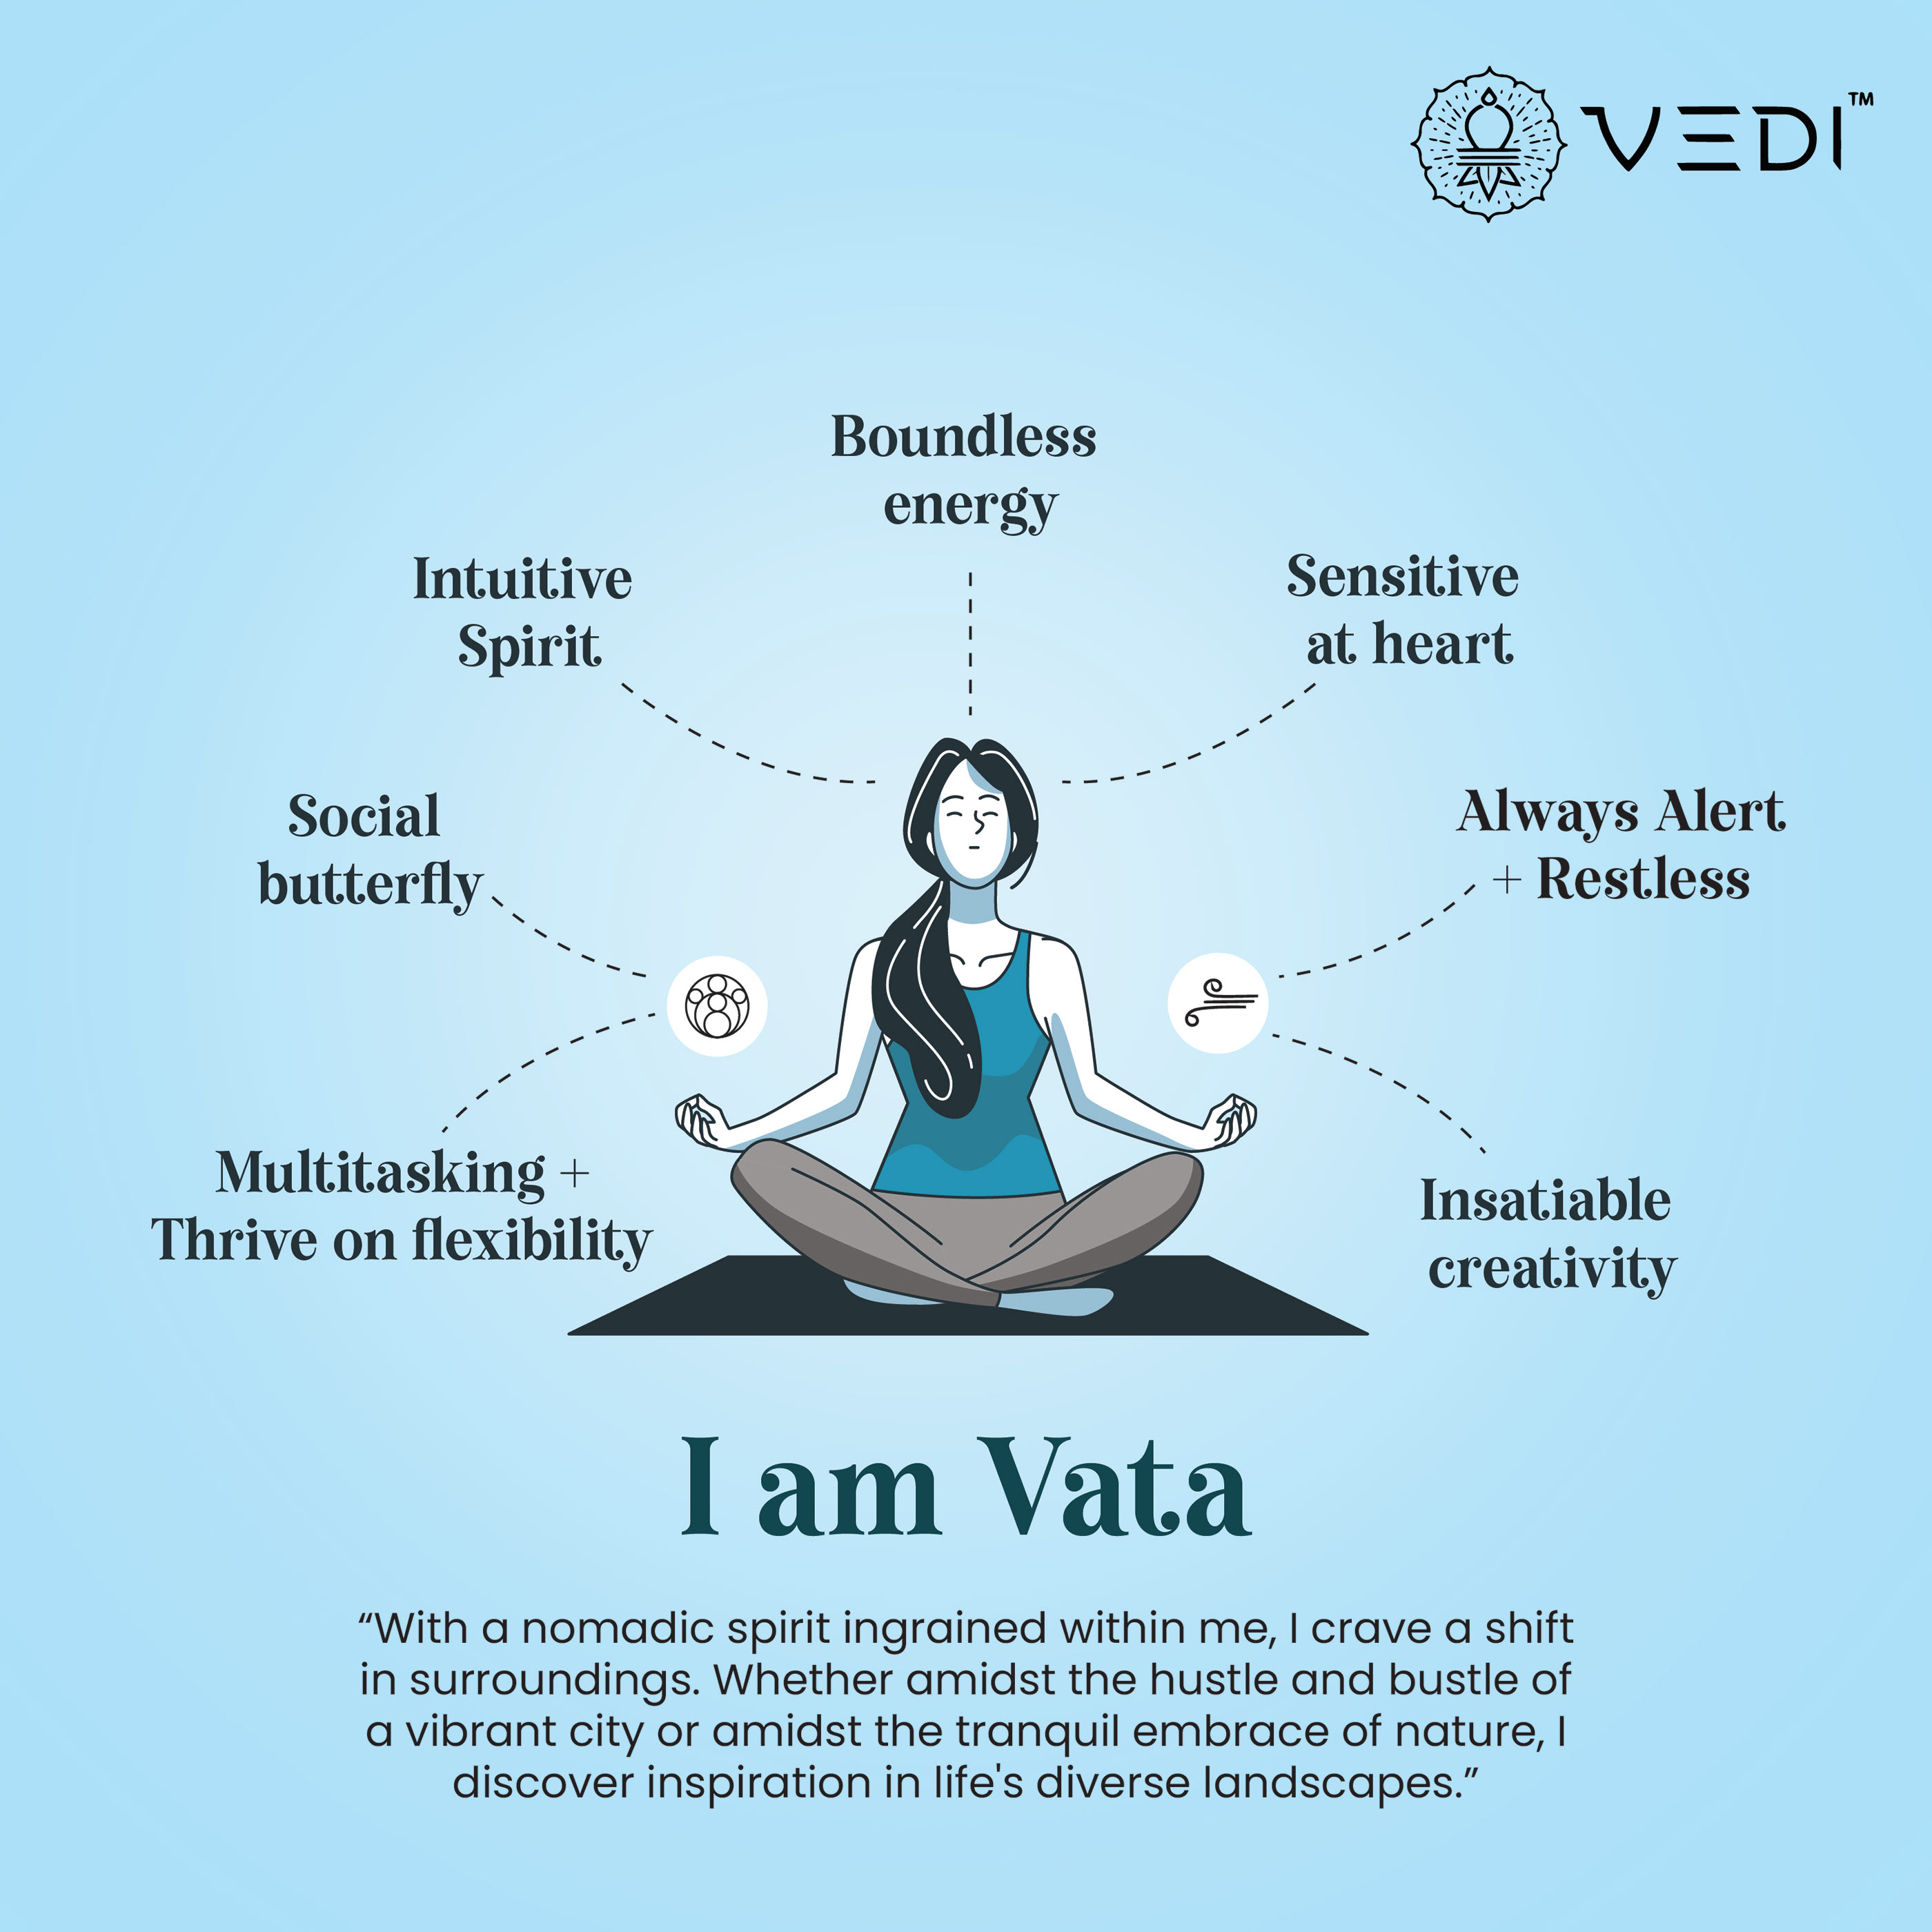 VEDI™
Boundless
energy
Intuitive
Spirit
Sensitive
at heart
Social
butterfly
Always Alert
+ Restless
Multitasking +
Thrive on flexibility
Insatiable
creativity
I am Vata
“With a nomadic spirit ingrained within me, I crave a shift
in surroundings. Whether amidst the hustle and bustle of
a vibrant city or amidst the tranquil embrace of nature, I
discover inspiration in life's diverse landscapes.”